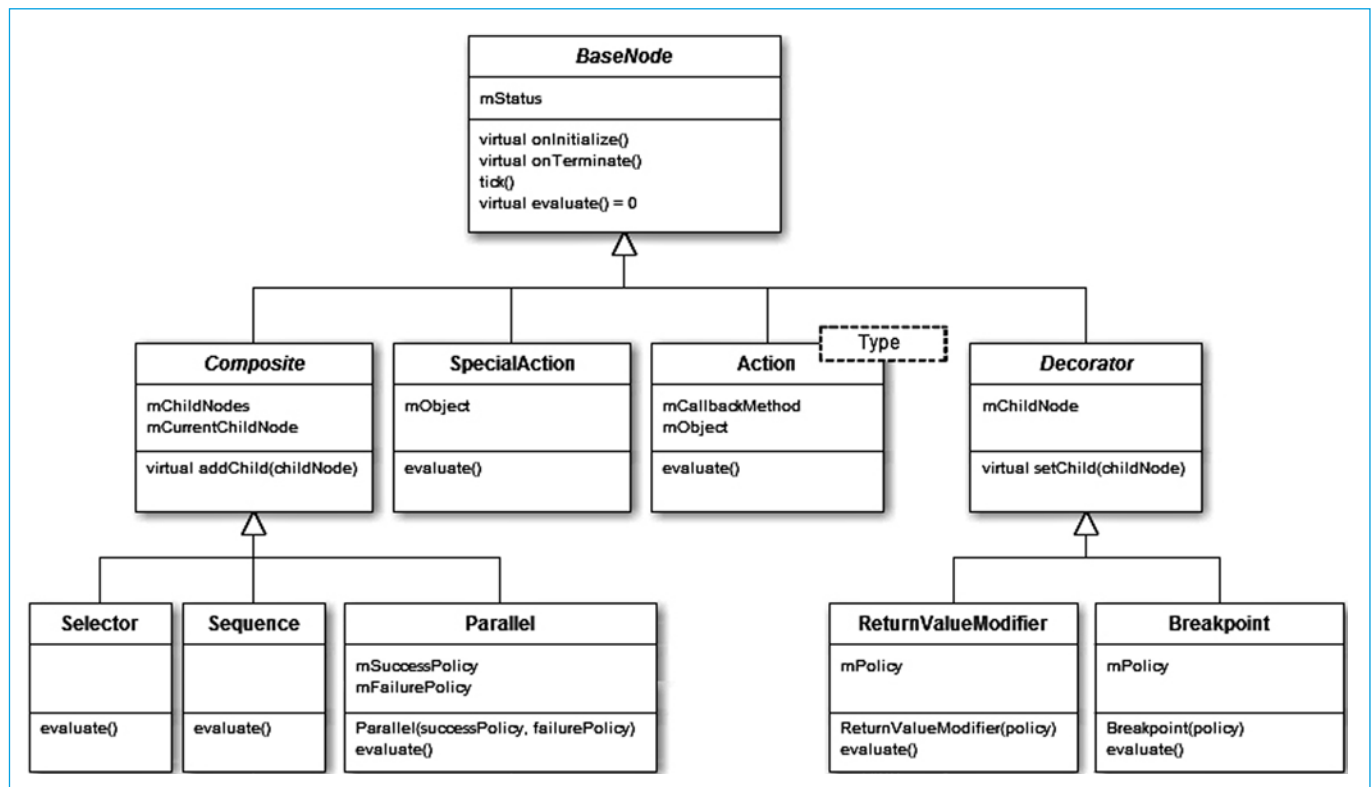 BaseNode
mStatus
virtual onInitialize()
virtual onTerminate()
tick()
virtual evaluate() = 0
Composite
mChildNodes
mCurrentChildNode
virtual addChild(childNode)
SpecialAction
mObject
evaluate()
Type
Action
mCallbackMethod
mObject
evaluate()
Decorator
mChildNode
virtual setChild(childNode)
Selector
evaluate()
Sequence
evaluate()
Parallel
mSuccessPolicy
mFailurePolicy
Parallel(successPolicy, failurePolicy)
evaluate()
ReturnValueModifier
mPolicy
ReturnValueModifier(policy)
evaluate()
Breakpoint
mPolicy
Breakpoint(policy)
evaluate()